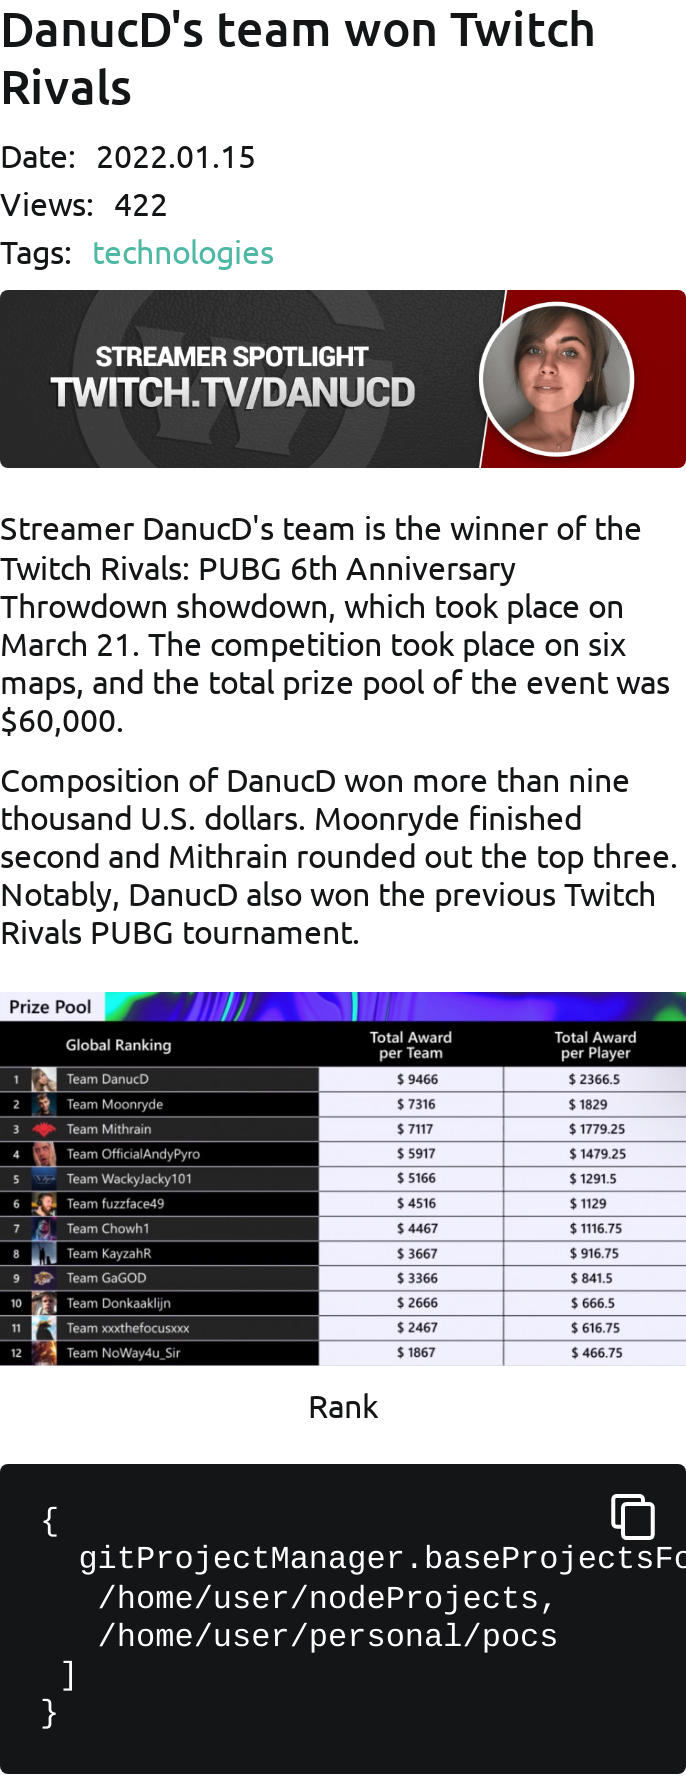 DanucD's team won Twitch
Rivals
Date: 2022.01.15
Views: 422
Tags: technologies
STREAMER SPOTLIGHT
TWITCH.TV/DANUCD
Streamer DanucD's team is the winner of the
Twitch Rivals: PUBG 6th Anniversary
Throwdown showdown, which took place on
March 21. The competition took place on six
maps, and the total prize pool of the event was
$60,000.
Composition of DanucD won more than nine
thousand U.S. dollars. Moonryde finished
second and Mithrain rounded out the top three.
Notably, DanucD also won the previous Twitch
Rivals PUBG tournament.
Prize Pool
Global Ranking Total Award per Team Total Award per Player
1 Team DanucD $ 9466 $ 2366.5
2 Team Moonryde $ 7316 $ 1829
3 Team Mithrain $ 7117 $ 1779.25
4 Team OfficialAndyPyro $ 5917 $ 1479.25
5 Team WackyJacky101 $ 5166 $ 1291.5
6 Team fuzzface49 $ 4516 $ 1129
7 Team Chowh1 $ 4467 $ 1116.75
8 Team KayzahR $ 3667 $ 916.75
9 Team GaGOD $ 3366 $ 841.5
10 Team Donkaaklijn $ 2666 $ 666.5
11 Team xxxthefocusxxx $ 2467 $ 616.75
12 Team NoWay4u_Sir $ 1867 $ 466.75
Rank
{
gitProjectManager.baseProjectsFo
/home/user/nodeProjects,
/home/user/personal/pocs
]
}